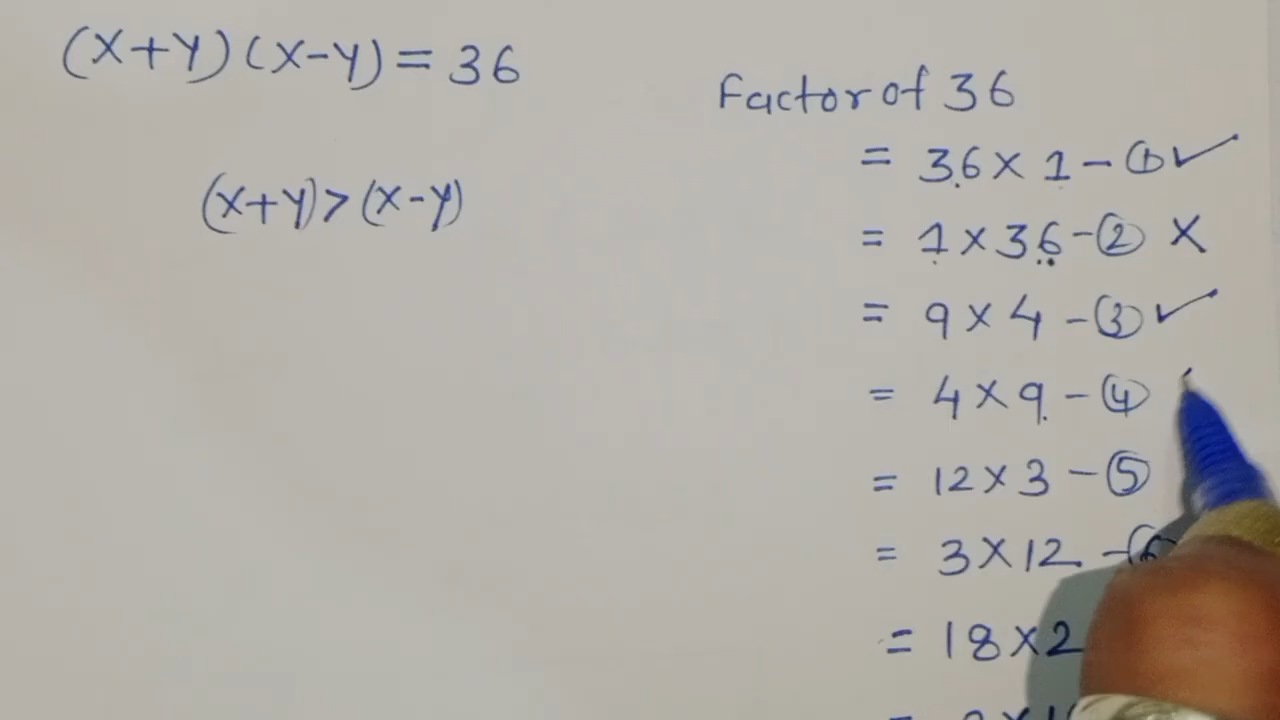 (x+y)(x-y)=36
(x+y)>(x-y)
Factor of 36
= 36 × 1 - ① ✓
= 1 × 36 - ② ×
= 9 × 4 - ③ ✓
= 4 × 9 - ④
= 12 × 3 - ⑤
= 3 × 12 -
= 18 × 2